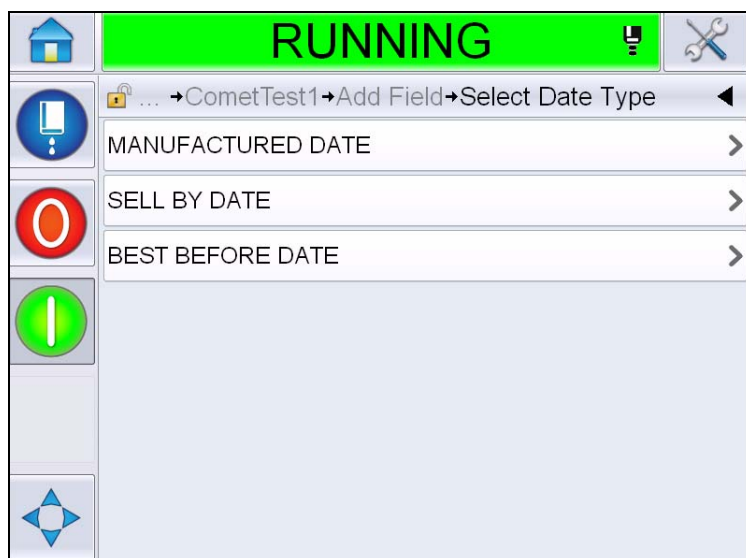 RUNNING
... →CometTest1→Add Field→Select Date Type
MANUFACTURED DATE
SELL BY DATE
BEST BEFORE DATE